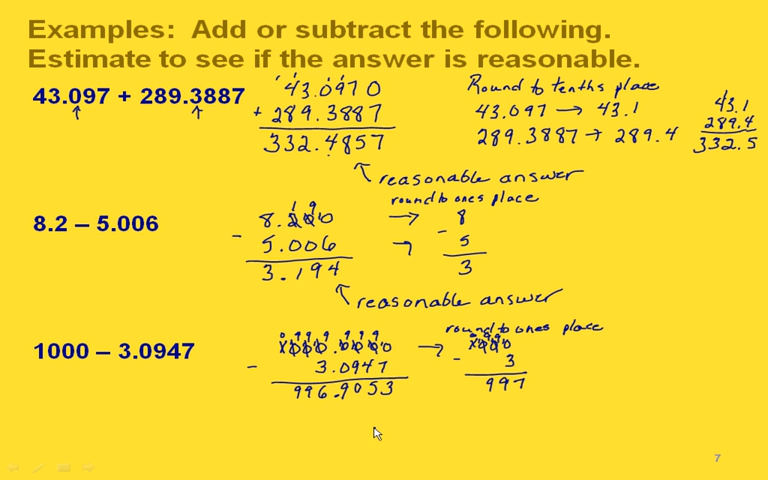 Examples: Add or subtract the following.
Estimate to see if the answer is reasonable.
43.097 + 289.3887
43.0970
+ 289.3887
332.4857
Round to tenths place
43.097 → 43.1
289.3887 → 289.4
43.1
289.4
332.5
reasonable answer
8.2 – 5.006
8.200
- 5.006
3.194
round to ones place
→ 8
- 5
3
reasonable answer
1000 – 3.0947
1000.0000
- 3.0947
996.9053
round to ones place
→ 1000
- 3
997
7